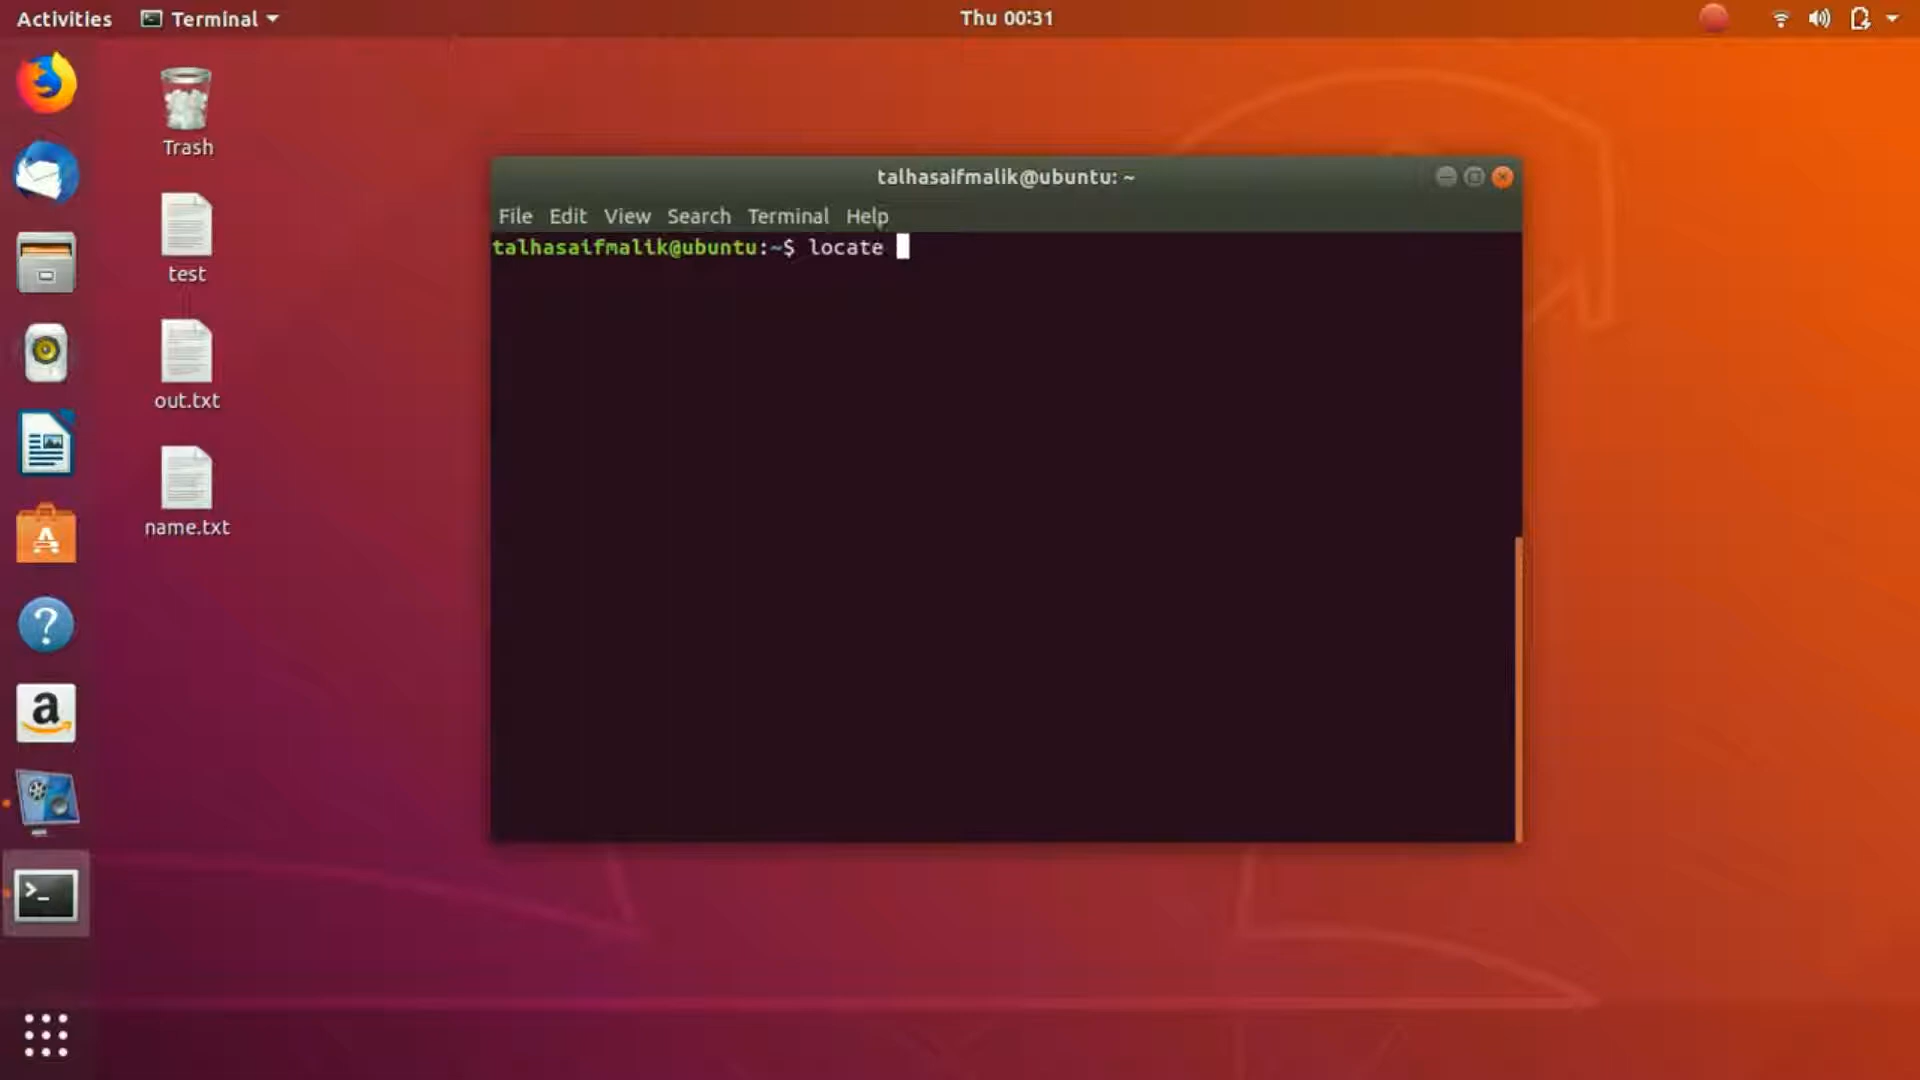 Activities Terminal Thu 00:31
Trash
test
out.txt
name.txt
talhasaifmalik@ubuntu: ~
File Edit View Search Terminal Help
talhasaifmalik@ubuntu:~$ locate